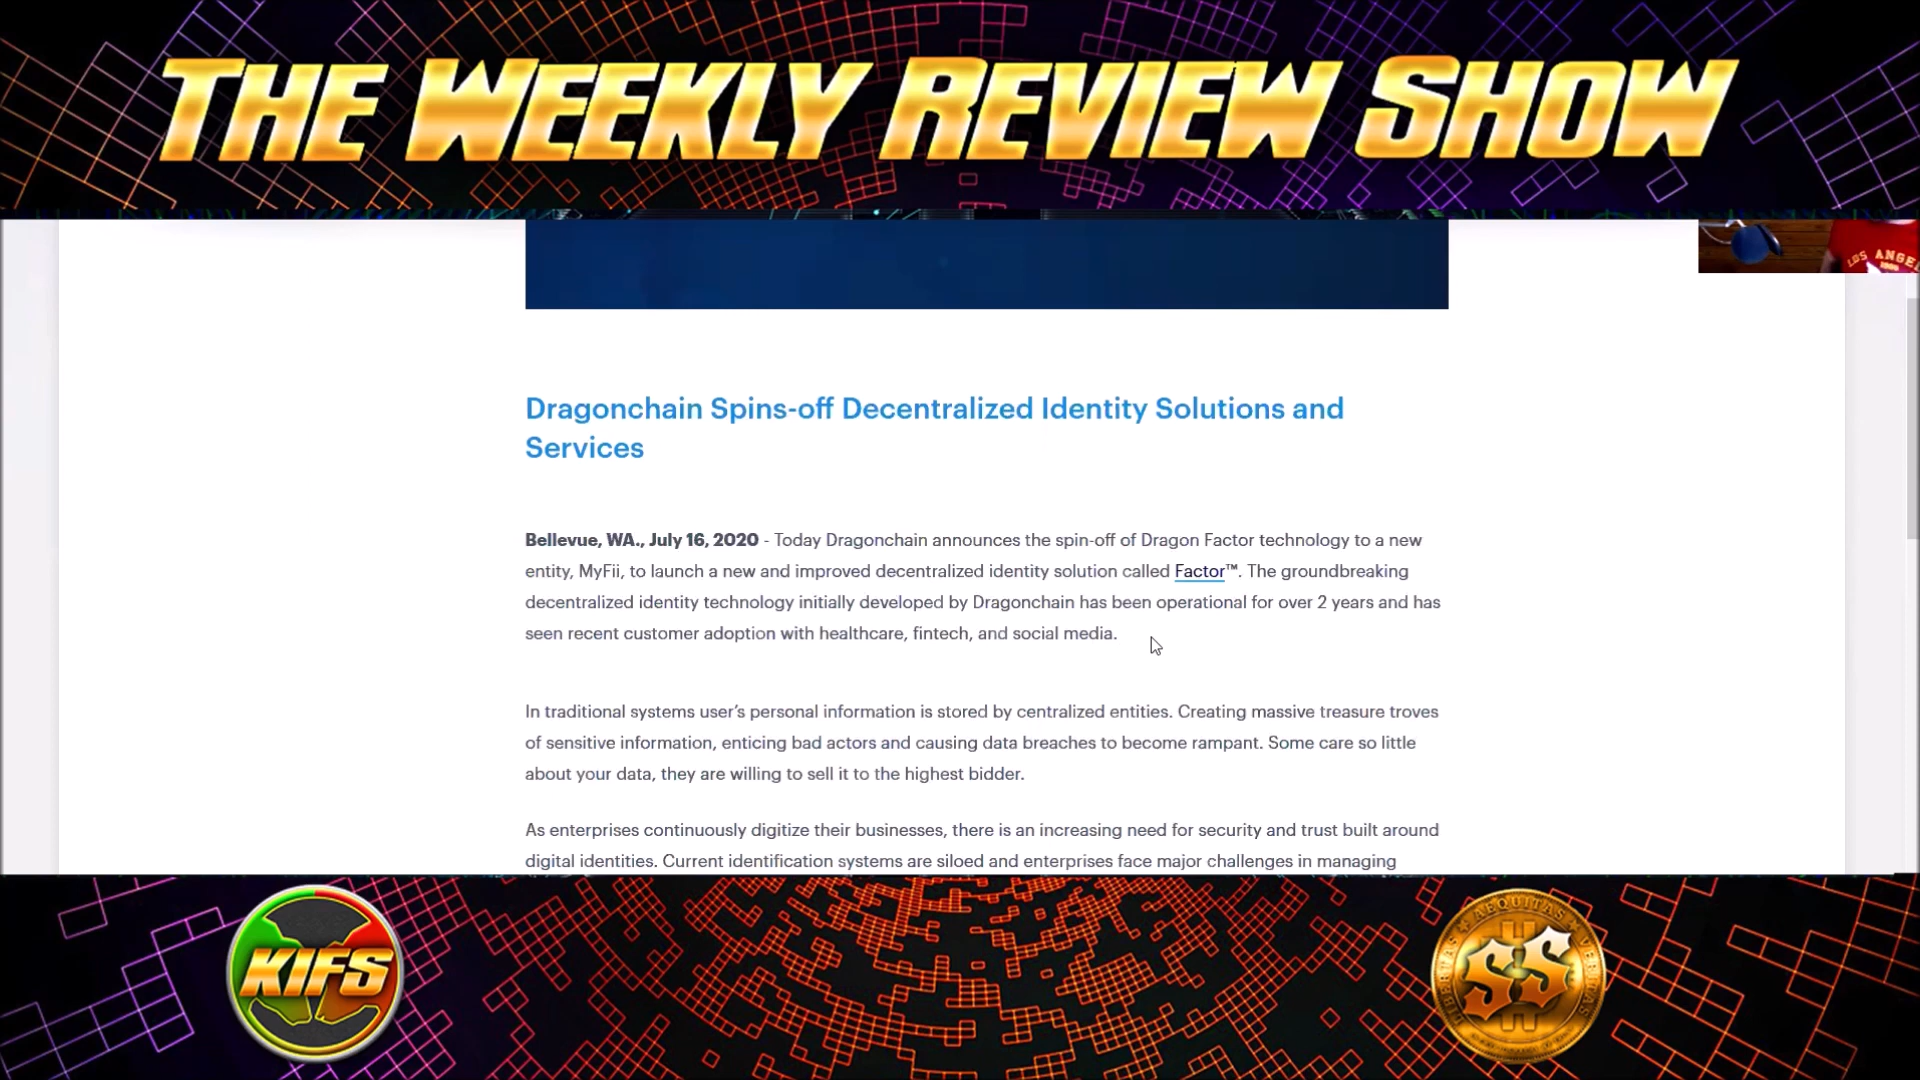 THE WEEKLY REVIEW SHOW
LOS ANGE
Dragonchain Spins-off Decentralized Identity Solutions and
Services
Bellevue, WA., July 16, 2020 - Today Dragonchain announces the spin-off of Dragon Factor technology to a new
entity, MyFii, to launch a new and improved decentralized identity solution called Factor™. The groundbreaking
decentralized identity technology initially developed by Dragonchain has been operational for over 2 years and has
seen recent customer adoption with healthcare, fintech, and social media.
In traditional systems user’s personal information is stored by centralized entities. Creating massive treasure troves
of sensitive information, enticing bad actors and causing data breaches to become rampant. Some care so little
about your data, they are willing to sell it to the highest bidder.
As enterprises continuously digitize their businesses, there is an increasing need for security and trust built around
digital identities. Current identification systems are siloed and enterprises face major challenges in managing
KIFS
AEQUITAS
LIBERTAS
VERITAS
SS